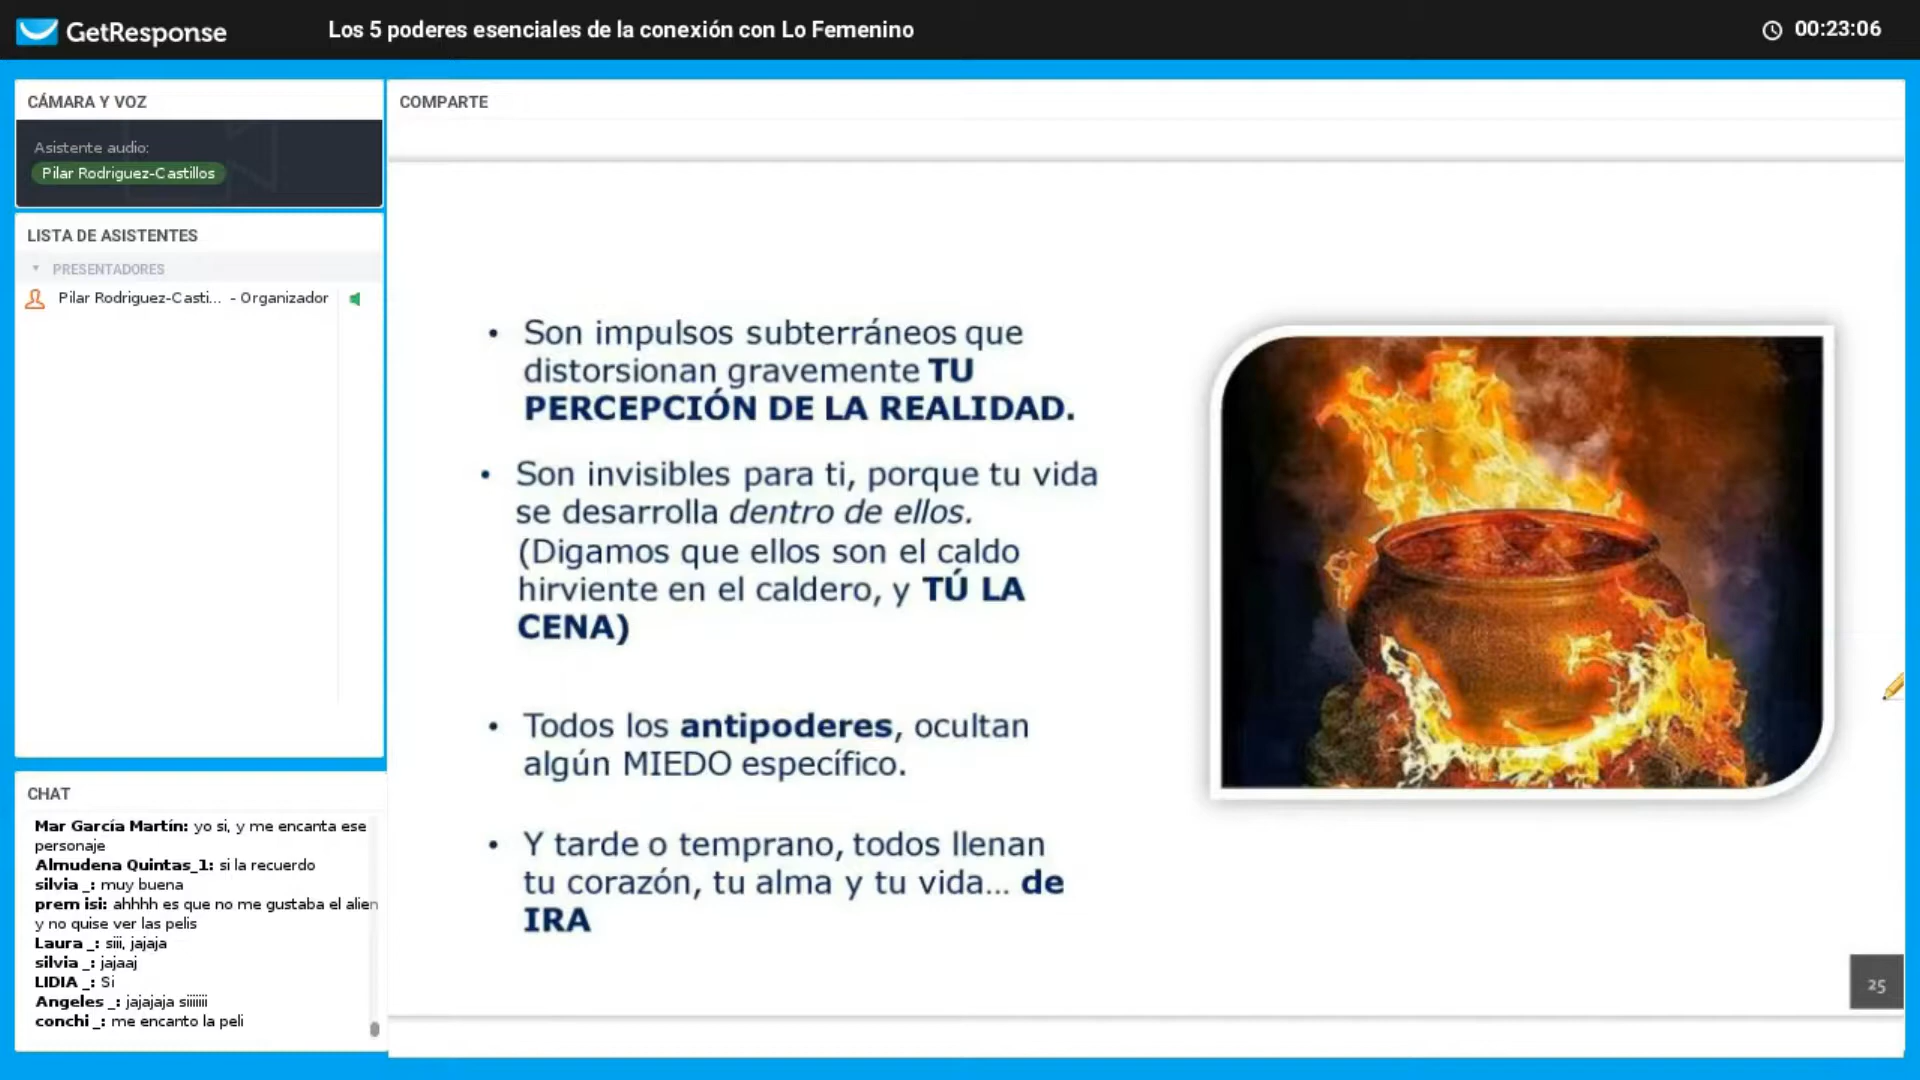 GetResponse
Los 5 poderes esenciales de la conexión con Lo Femenino
00:23:06
CÁMARA Y VOZ
Asistente audio:
Pilar Rodriguez-Castillos
LISTA DE ASISTENTES
PRESENTADORES
Pilar Rodriguez-Casti... - Organizador
CHAT
Mar García Martín: yo si, y me encanta ese
personaje
Almudena Quintas_1: si la recuerdo
silvia _: muy buena
prem isi: ahhhh es que no me gustaba el alien
y no quise ver las pelis
Laura _: siii, jajaja
silvia _: jajaaj
LIDIA _: Si
Angeles _: jajajaja siiiiiii
conchi _: me encanto la peli
COMPARTE
• Son impulsos subterráneos que
distorsionan gravemente TU
PERCEPCIÓN DE LA REALIDAD.
• Son invisibles para ti, porque tu vida
se desarrolla dentro de ellos.
(Digamos que ellos son el caldo
hirviente en el caldero, y TÚ LA
CENA)
• Todos los antipoderes, ocultan
algún MIEDO específico.
• Y tarde o temprano, todos llenan
tu corazón, tu alma y tu vida... de
IRA
25